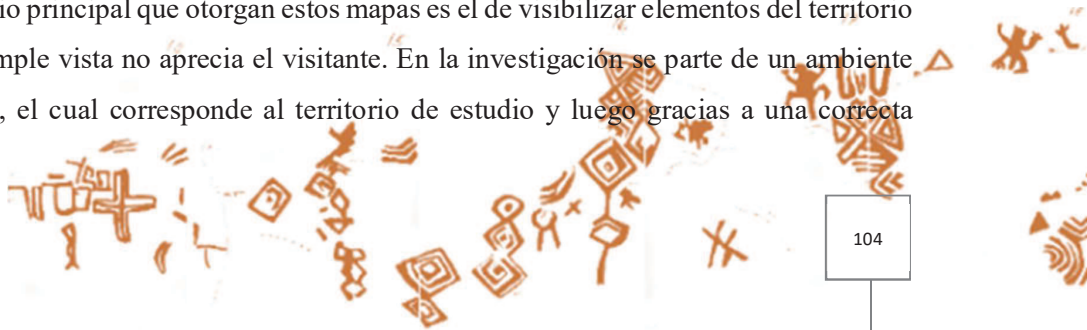 io principal que otorgan estos mapas es el de visibilizar elementos del territorio
mple vista no aprecia el visitante. En la investigación se parte de un ambiente
, el cual corresponde al territorio de estudio y luego gracias a una correcta
104